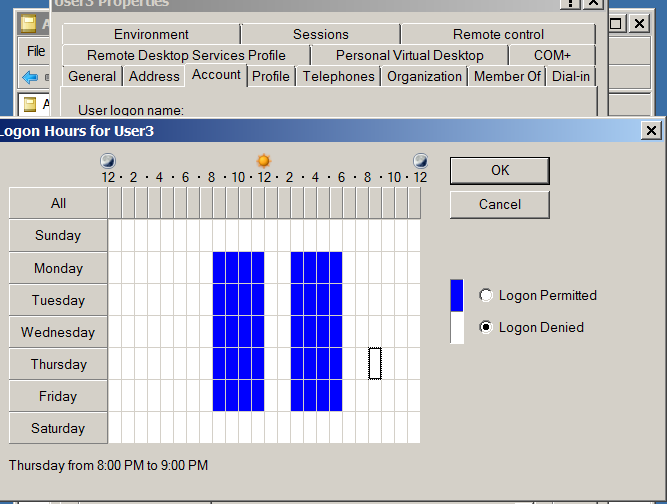 User3 Properties
A
File
A
Environment Sessions Remote control
Remote Desktop Services Profile Personal Virtual Desktop COM+
General Address Account Profile Telephones Organization Member Of Dial-in
User logon name:
Logon Hours for User3
12 · 2 · 4 · 6 · 8 · 10 · 12 · 2 · 4 · 6 · 8 · 10 · 12
All
Sunday
Monday
Tuesday
Wednesday
Thursday
Friday
Saturday
OK
Cancel
Logon Permitted
Logon Denied
Thursday from 8:00 PM to 9:00 PM